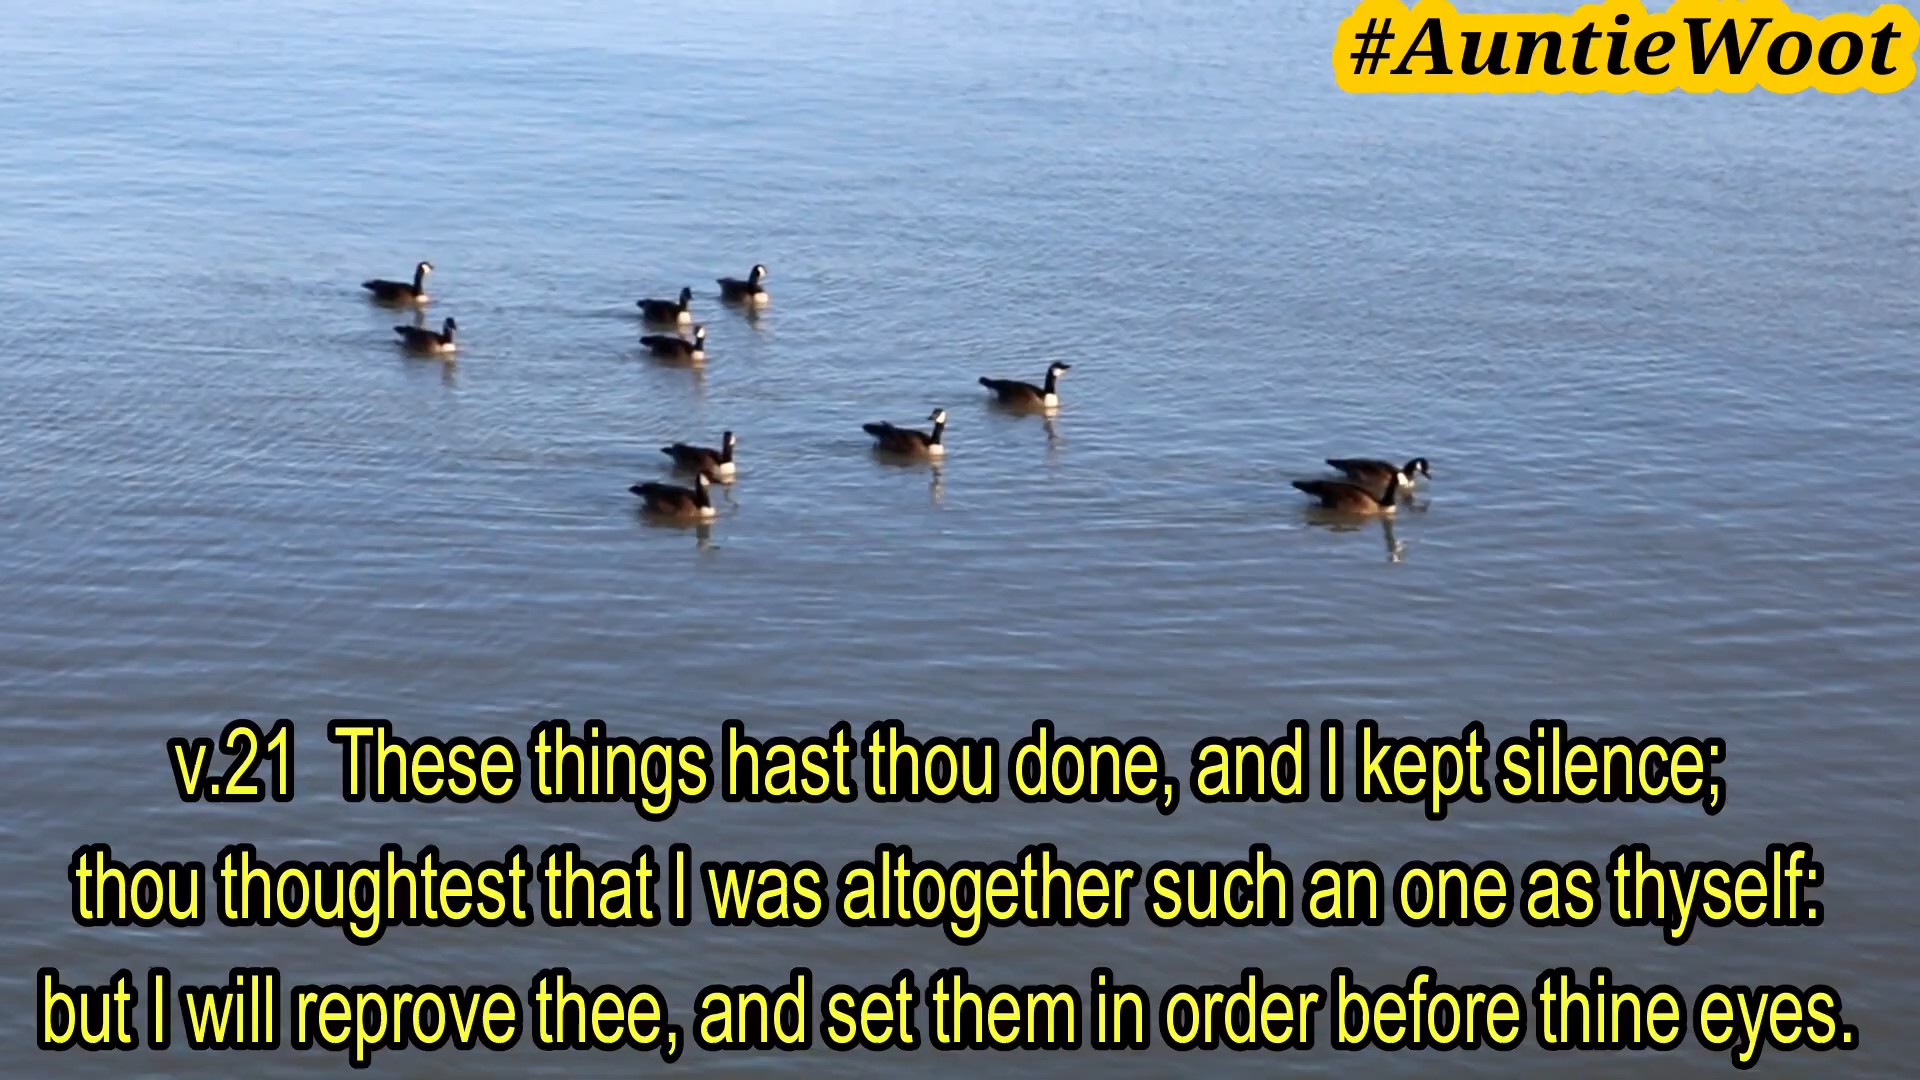 #AuntieWoot
v.21 These things hast thou done, and I kept silence;
thou thoughtest that I was altogether such an one as thyself:
but I will reprove thee, and set them in order before thine eyes.